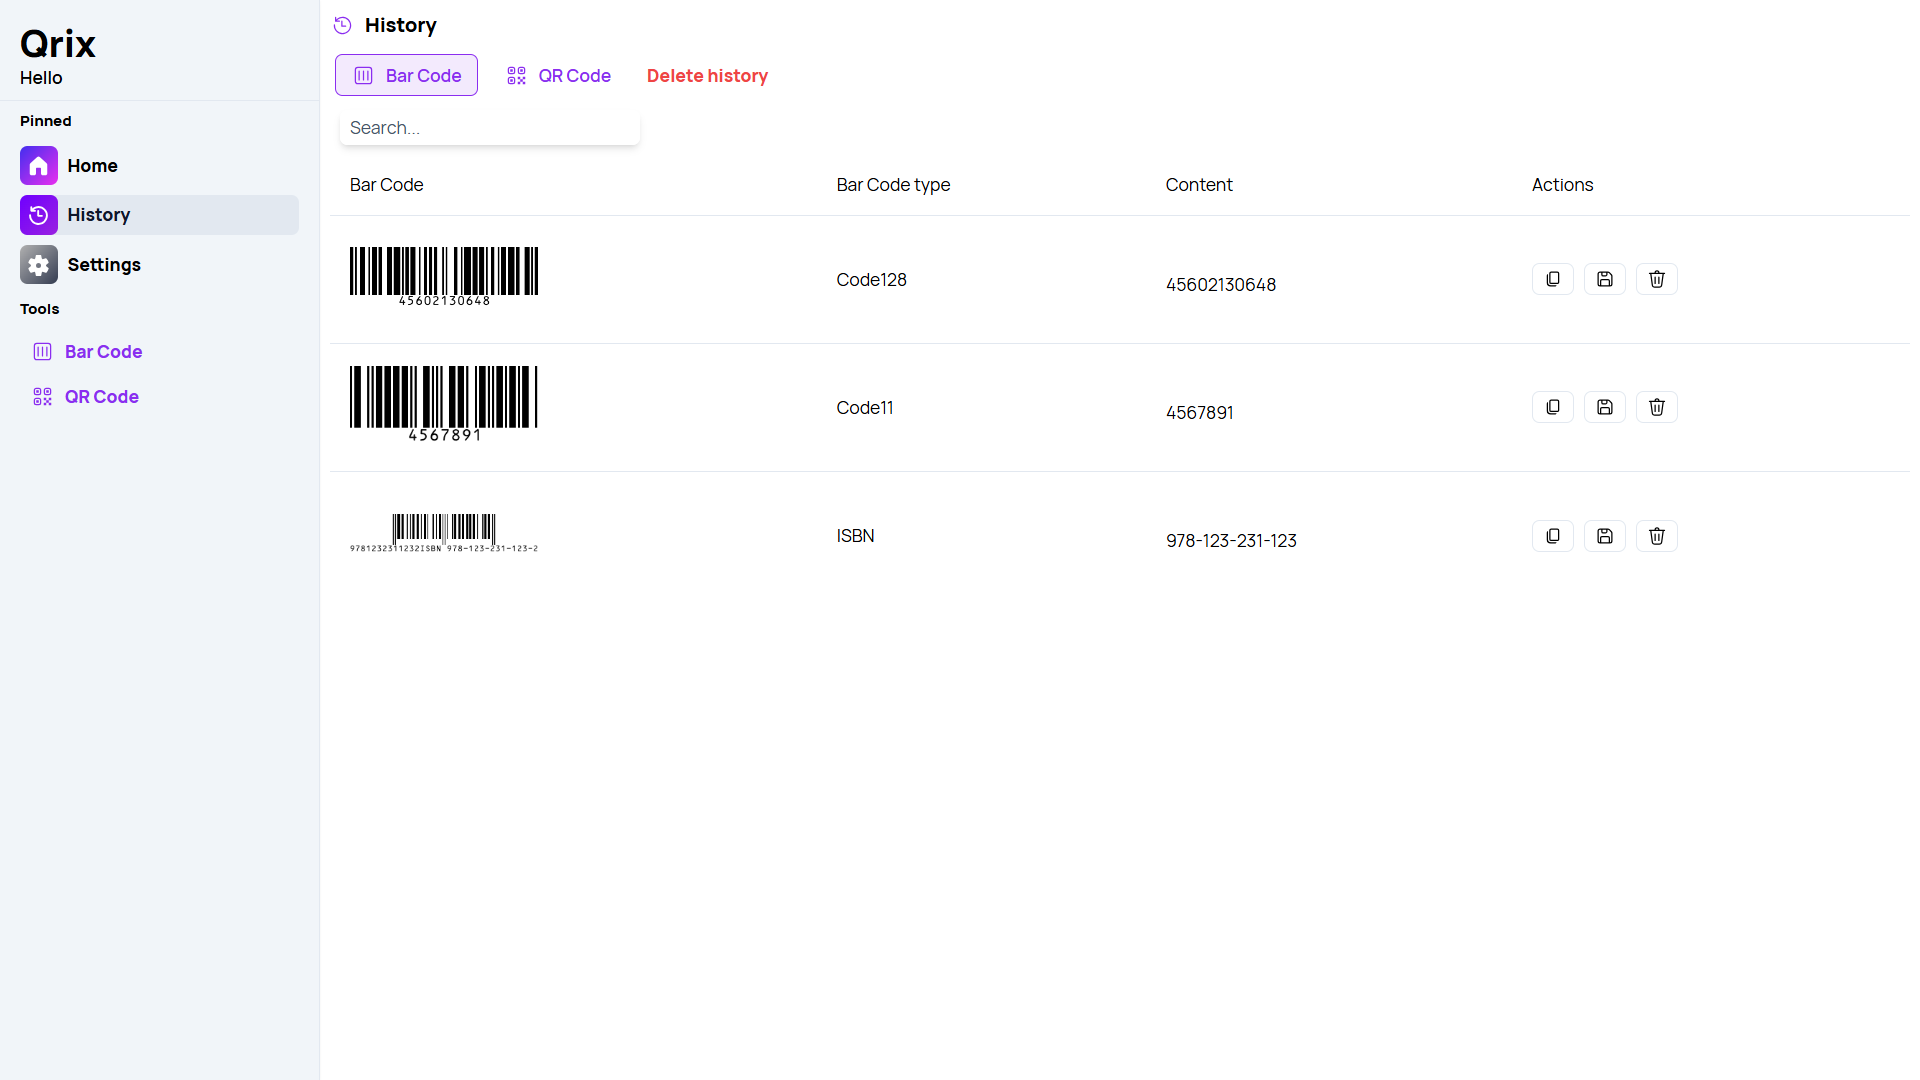 Qrix
Hello
Pinned
Home
History
Settings
Tools
Bar Code
QR Code
History
Bar Code QR Code Delete history
Search...
Bar Code Bar Code type Content Actions
45602130648
Code128 45602130648
4567891
Code11 4567891
9781232311232ISBN 978-123-231-123-2
ISBN 978-123-231-123